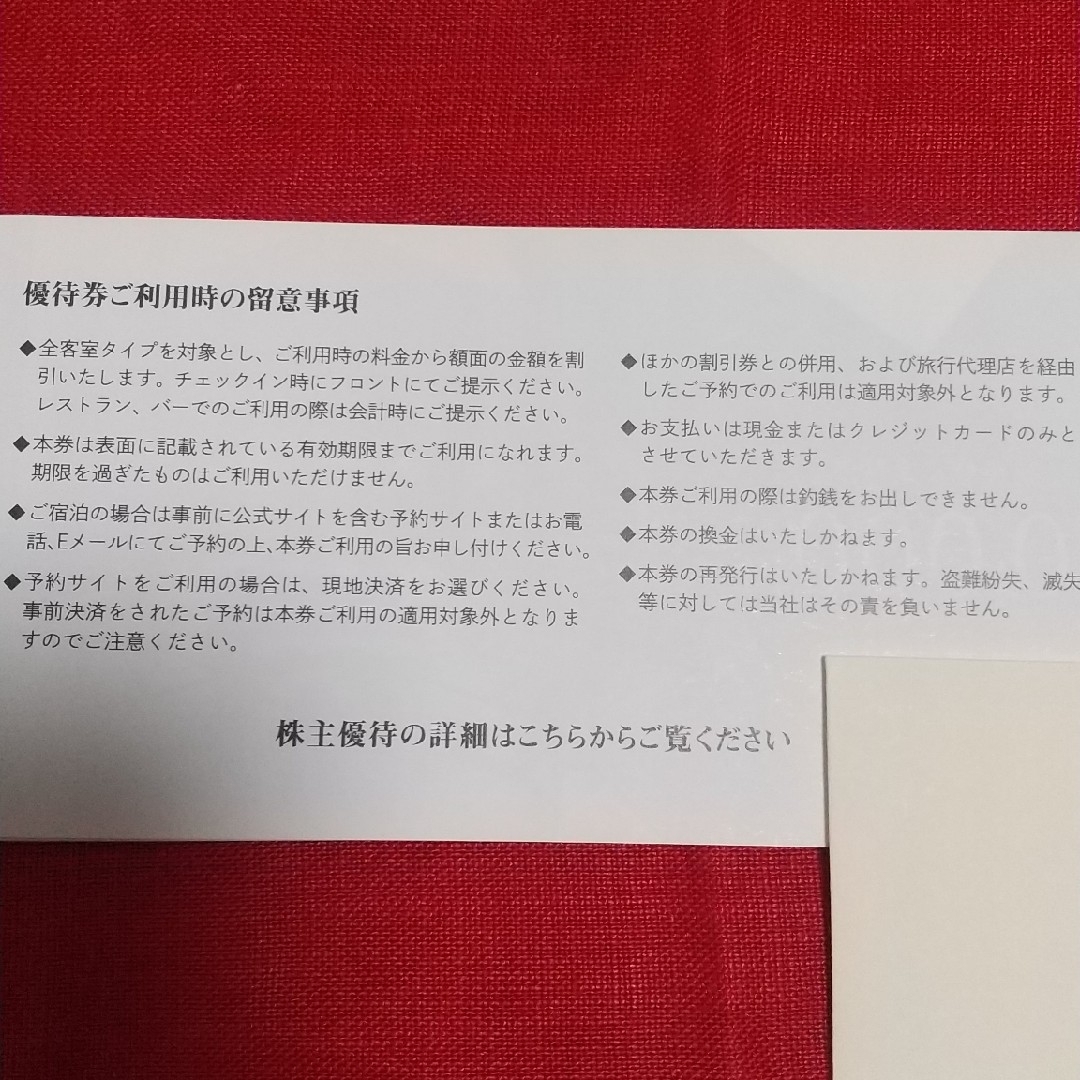 優待券ご利用時の留意事項
◆全客室タイプを対象とし、ご利用時の料金から額面の金額を割
引いたします。チェックイン時にフロントにてご提示ください。
レストラン、バーでのご利用の際は会計時にご提示ください。
◆本券は表面に記載されている有効期限までご利用になれます。
期限を過ぎたものはご利用いただけません。
◆ご宿泊の場合は事前に公式サイトを含む予約サイトまたはお電
話、Eメールにてご予約の上、本券ご利用の旨お申し付けください。
◆予約サイトをご利用の場合は、現地決済をお選びください。
事前決済をされたご予約は本券ご利用の適用対象外となりま
すのでご注意ください。
◆ほかの割引券との併用、および旅行代理店を経由
したご予約でのご利用は適用対象外となります。
◆お支払いは現金またはクレジットカードのみと
させていただきます。
◆本券ご利用の際は釣銭をお出しできません。
◆本券の換金はいたしかねます。
◆本券の再発行はいたしかねます。盗難紛失、滅失
等に対しては当社はその責を負いません。
株主優待の詳細はこちらからご覧ください